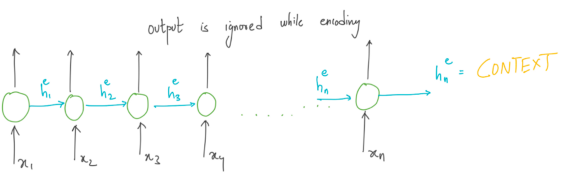 output is ignored while encoding
h₁ᵉ h₂ᵉ h₃ᵉ hₙᵉ hₙᵉ = CONTEXT
x₁ x₂ x₃ x₄ xₙ